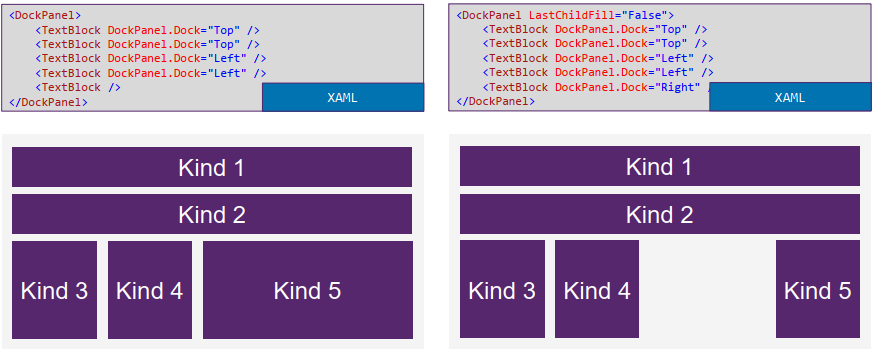 <DockPanel>
<TextBlock DockPanel.Dock="Top" />
<TextBlock DockPanel.Dock="Top" />
<TextBlock DockPanel.Dock="Left" />
<TextBlock DockPanel.Dock="Left" />
<TextBlock />
</DockPanel>
XAML
Kind 1
Kind 2
Kind 3 Kind 4 Kind 5
<DockPanel LastChildFill="False">
<TextBlock DockPanel.Dock="Top" />
<TextBlock DockPanel.Dock="Top" />
<TextBlock DockPanel.Dock="Left" />
<TextBlock DockPanel.Dock="Left" />
<TextBlock DockPanel.Dock="Right" /
</DockPanel>
XAML
Kind 1
Kind 2
Kind 3 Kind 4 Kind 5